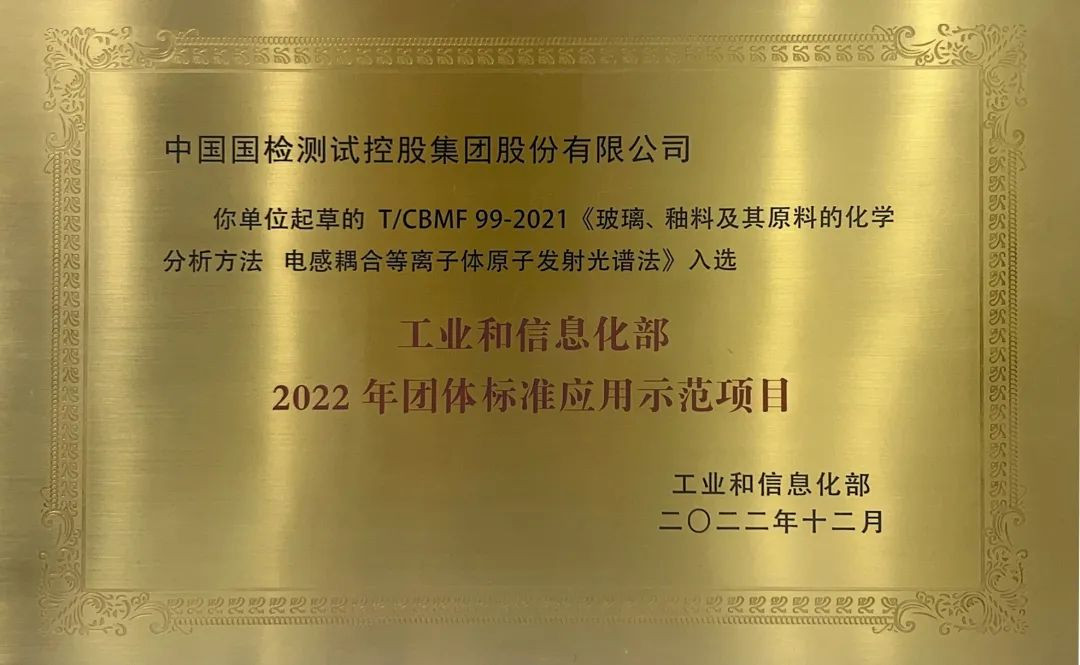 中国国检测试控股集团股份有限公司
你单位起草的 T/CBMF 99-2021《玻璃、釉料及其原料的化学
分析方法 电感耦合等离子体原子发射光谱法》入选
工业和信息化部
2022年团体标准应用示范项目
工业和信息化部
二〇二二年十二月